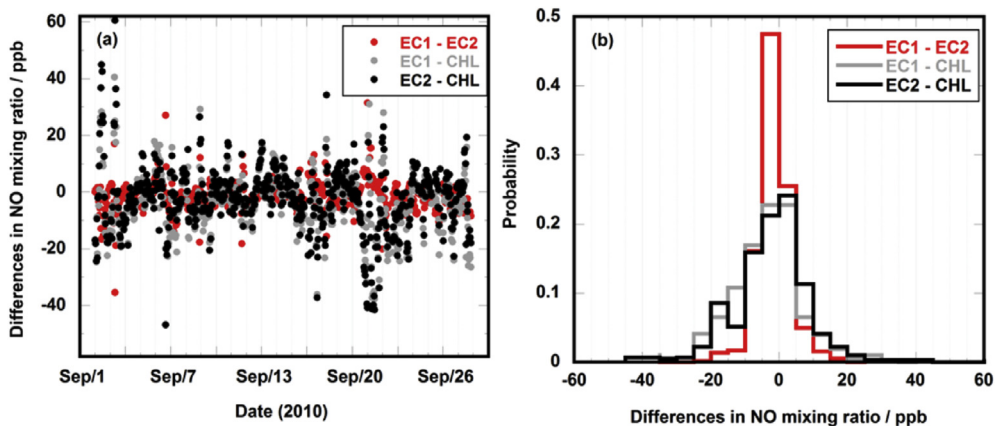 (a)
EC1 - EC2
EC1 - CHL
EC2 - CHL
Differences in NO mixing ratio / ppb
60
40
20
0
-20
-40
Sep/1 Sep/7 Sep/13 Sep/20 Sep/26
Date (2010)
(b)
EC1 - EC2
EC1 - CHL
EC2 - CHL
Probability
0.5
0.4
0.3
0.2
0.1
0
-60 -40 -20 0 20 40 60
Differences in NO mixing ratio / ppb